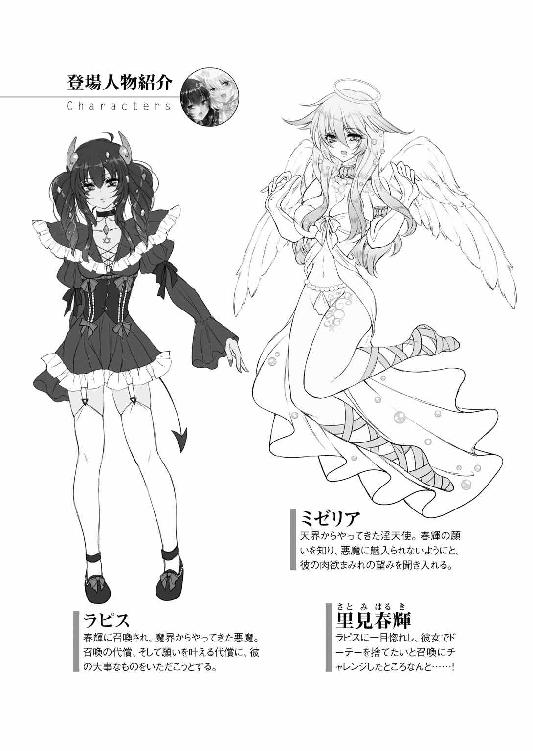 登場人物紹介
Characters
ミゼリア
天界からやってきた淫天使。春輝の願
いを知り、悪魔に魅入られないようにと、
彼の肉欲まみれの望みを聞き入れる。
ラピス
春輝に召喚され、魔界からやってきた悪魔。
召喚の代償、そして願いを叶える代償に、彼
の大事なものをいただこうとする。
さとみはるき
里見春輝
ラピスに一目惚れし、彼女でド
ーテーを捨てたいと召喚にチ
ャレンジしたところなんと……!